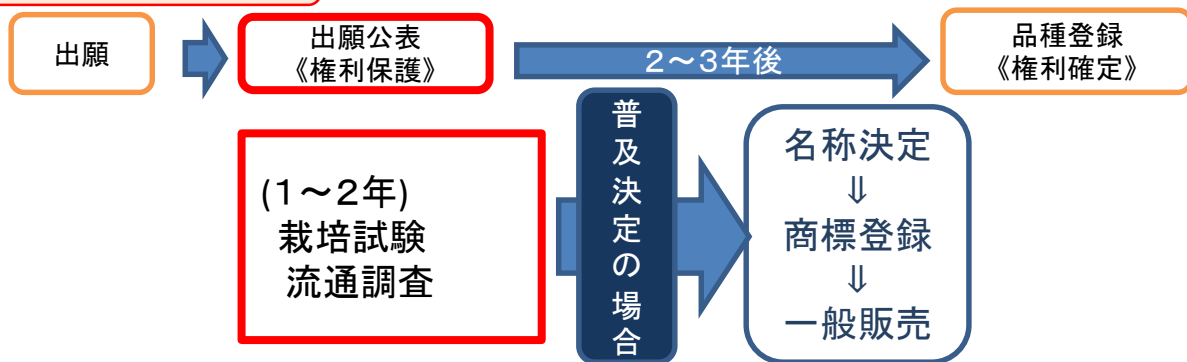 出願
出願公表
《権利保護》
２～３年後
品種登録
《権利確定》
(１～２年)
栽培試験
流通調査
普及決定の場合
名称決定
⇓
商標登録
⇓
一般販売